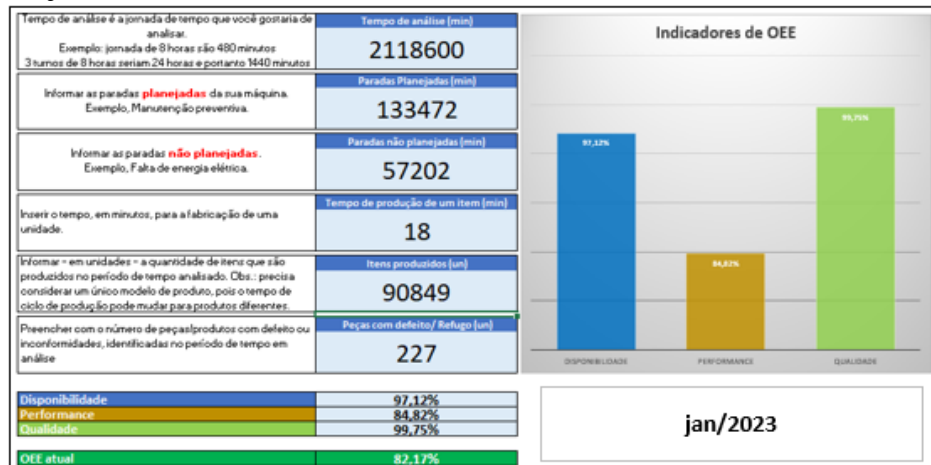 Tempo de análise é a jornada de tempo que você gostaria de
analisar.
Exemplo: jornada de 8 horas são 480 minutos
3 turnos de 8 horas seriam 24 horas e portanto 1440 minutos
Tempo de análise (min)
2118600
Informar as paradas planejadas da sua máquina.
Exemplo, Manutenção preventiva.
Paradas Planejadas (min)
133472
Informar as paradas não planejadas.
Exemplo, Falta de energia elétrica.
Paradas não planejadas (min)
57202
Inserir o tempo, em minutos, para a fabricação de uma
unidade.
Tempo de produção de um item (min)
18
Informar - em unidades - a quantidade de itens que são
produzidos no período de tempo analisado. Obs.: precisa
considerar um único modelo de produto, pois o tempo de
ciclo de produção pode mudar para produtos diferentes.
Itens produzidos (un)
90849
Preencher com o número de peças/produtos com defeito ou
inconformidades, identificadas no período de tempo em
análise
Peças com defeito/ Refugo (un)
227
Disponibilidade 97,12%
Performance 84,82%
Qualidade 99,75%
OEE atual 82,17%
Indicadores de OEE
97,12%
84,82%
99,75%
DISPONIBILIDADE PERFORMANCE QUALIDADE
jan/2023